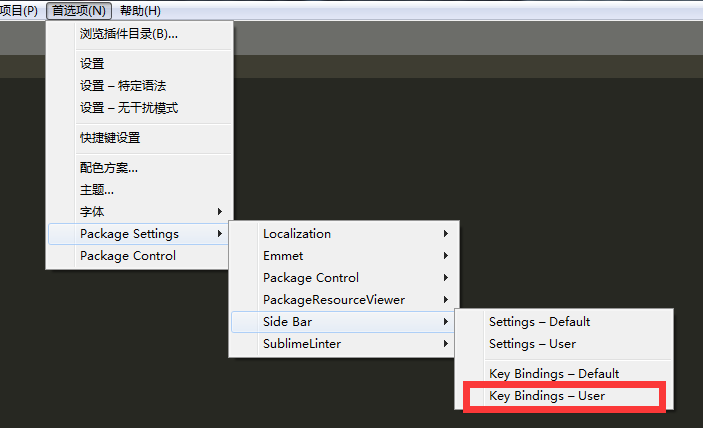 项目(P) 首选项(N) 帮助(H)
浏览插件目录(B)...
设置
设置 – 特定语法
设置 – 无干扰模式
快捷键设置
配色方案...
主题...
字体
Package Settings
Package Control
Localization
Emmet
Package Control
PackageResourceViewer
Side Bar
SublimeLinter
Settings – Default
Settings – User
Key Bindings – Default
Key Bindings – User